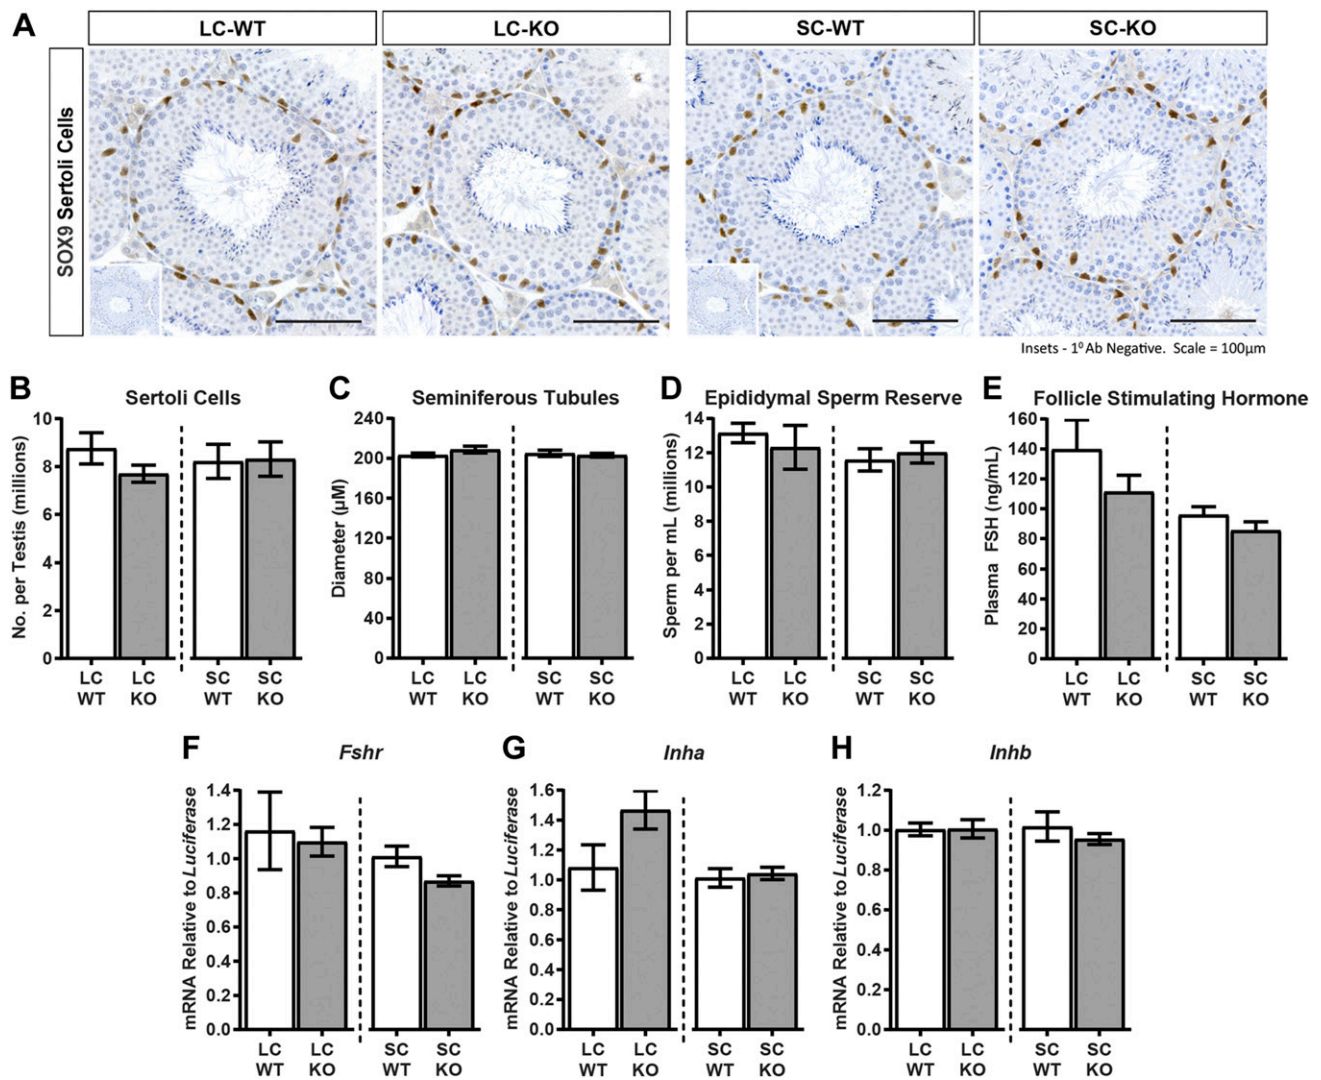 A
LC-WT
LC-KO
SC-WT
SC-KO
SOX9 Sertoli Cells
Insets - 1⁰ Ab Negative. Scale = 100µm
B
Sertoli Cells
No. per Testis (millions)
10
8
6
4
2
0
LC
WT
LC
KO
SC
WT
SC
KO
C
Seminiferous Tubules
Diameter (µM)
240
200
160
120
80
40
0
LC
WT
LC
KO
SC
WT
SC
KO
D
Epididymal Sperm Reserve
Sperm per mL (millions)
14
12
10
8
6
4
2
0
LC
WT
LC
KO
SC
WT
SC
KO
E
Follicle Stimulating Hormone
Plasma FSH (ng/mL)
160
140
120
100
80
60
40
20
0
LC
WT
LC
KO
SC
WT
SC
KO
F
Fshr
mRNA Relative to Luciferase
1.4
1.2
1.0
0.8
0.6
0.4
0.2
0.0
LC
WT
LC
KO
SC
WT
SC
KO
G
Inha
mRNA Relative to Luciferase
1.6
1.4
1.2
1.0
0.8
0.6
0.4
0.2
0.0
LC
WT
LC
KO
SC
WT
SC
KO
H
Inhb
mRNA Relative to Luciferase
1.2
1.0
0.8
0.6
0.4
0.2
0.0
LC
WT
LC
KO
SC
WT
SC
KO